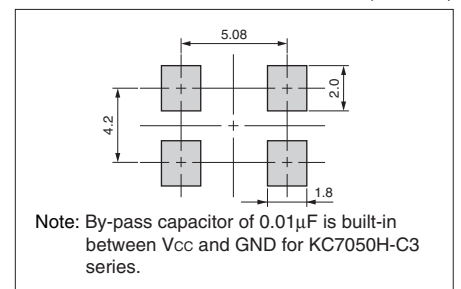 5.08
2.0
4.2
1.8
Note: By-pass capacitor of 0.01μF is built-in
between Vcc and GND for KC7050H-C3
series.